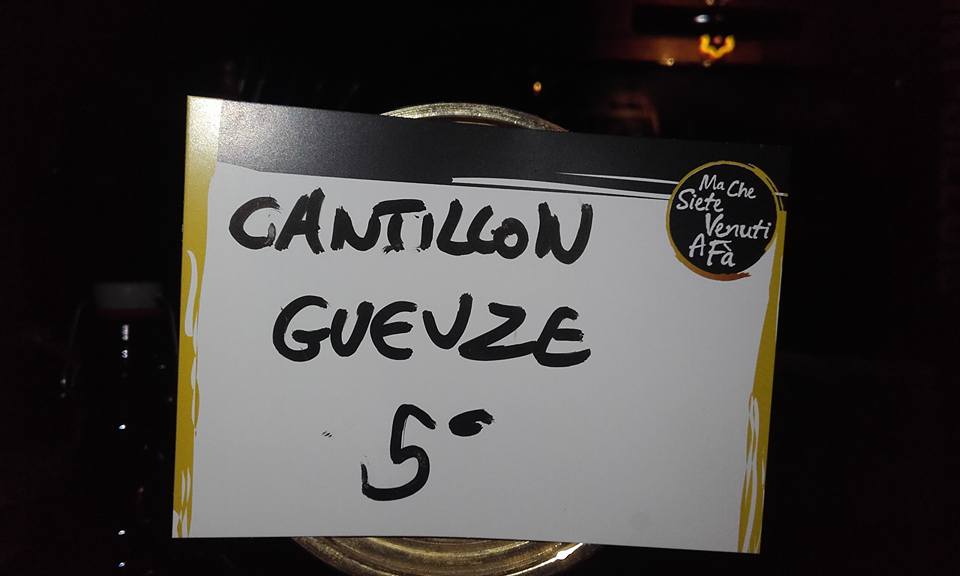 CANTILLON
GUEUZE
5°
Ma Che
Siete
Venuti
A Fà